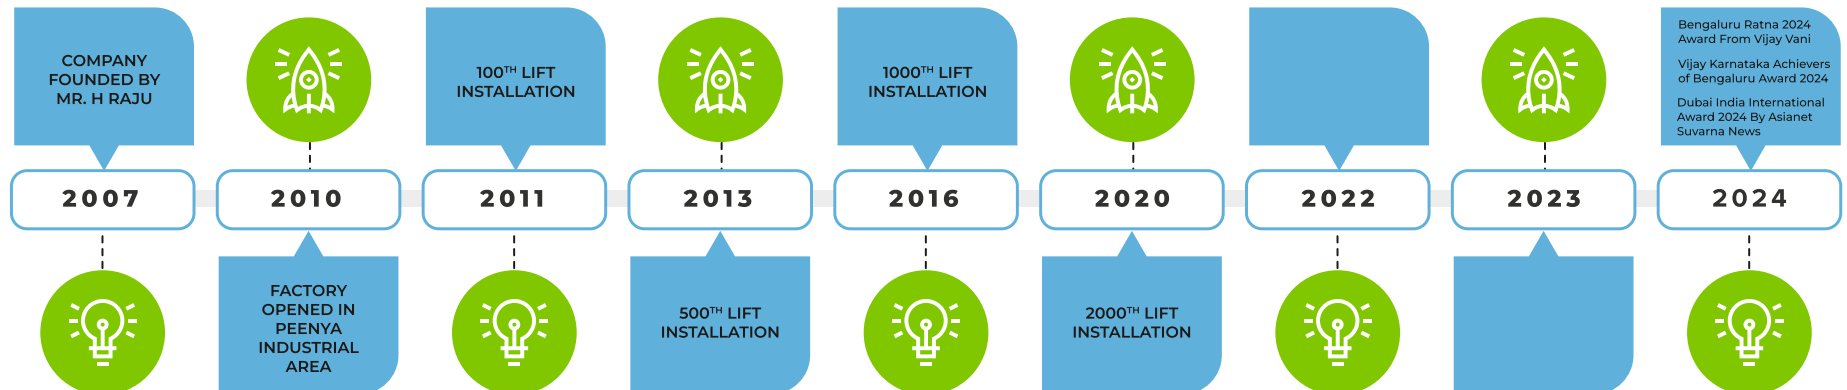 COMPANY
FOUNDED BY
MR. H RAJU
2007
2010
FACTORY
OPENED IN
PEENYA
INDUSTRIAL
AREA
100TH LIFT
INSTALLATION
2011
2013
500TH LIFT
INSTALLATION
1000TH LIFT
INSTALLATION
2016
2020
2000TH LIFT
INSTALLATION
2022
2023
Bengaluru Ratna 2024
Award From Vijay Vani
Vijay Karnataka Achievers
of Bengaluru Award 2024
Dubai India International
Award 2024 By Asianet
Suvarna News
2024